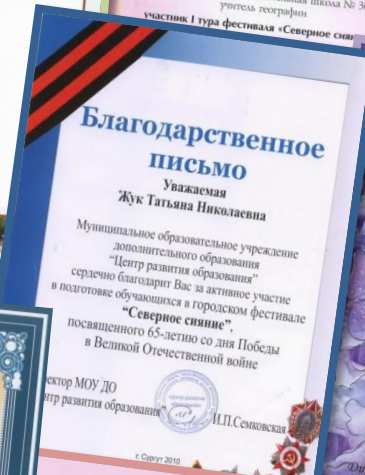 учитель географии
участник I тура фестиваля «Северное
Благодарственное
письмо
Уважаемая
Жук Татьяна Николаевна
Муниципальное образовательное учреждение
дополнительного образования
"Центр развития образования"
сердечно благодарит Вас за активное участие
в подготовке обучающихся в городском фестивале
"Северное сияние",
посвященного 65-летию со дня Победы
в Великой Отечественной войне
ректор МОУ ДО
нтр развития образования"
И.П.Семковская
г. Сургут 2010